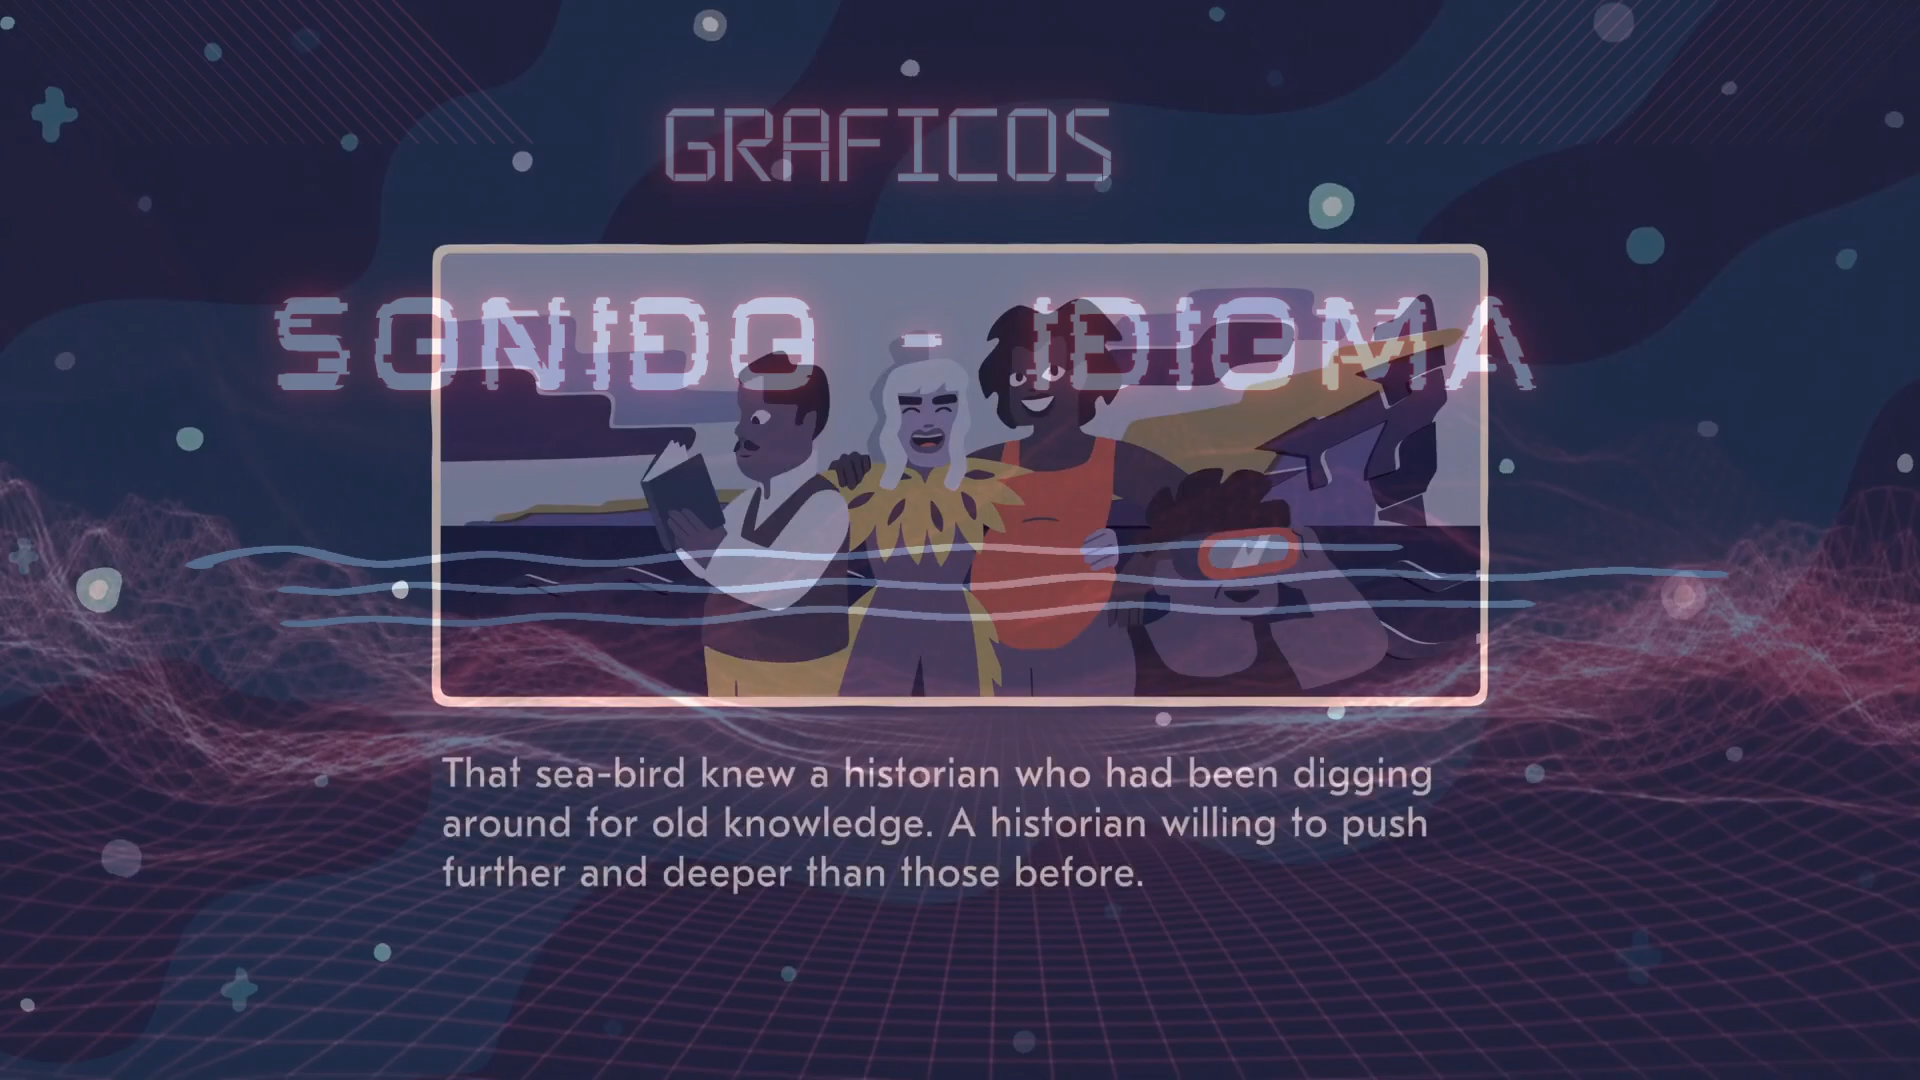 GRAFICOS
SONIDO - IDIOMA
That sea-bird knew a historian who had been digging
around for old knowledge. A historian willing to push
further and deeper than those before.